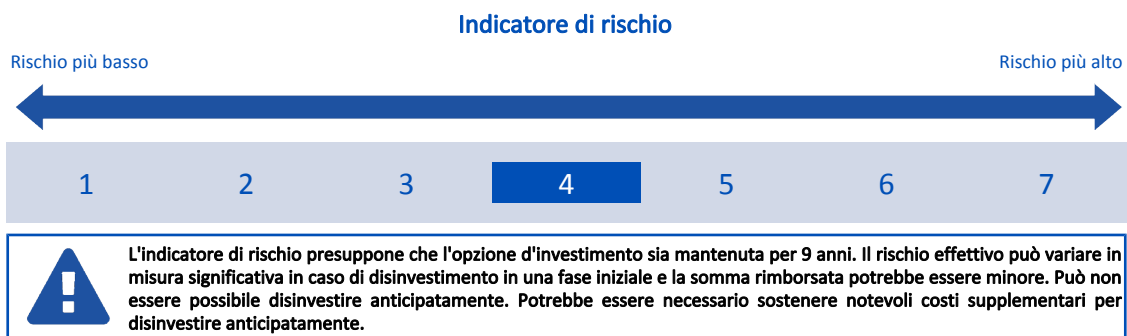 Indicatore di rischio
Rischio più basso
Rischio più alto
1 2 3 4 5 6 7
L'indicatore di rischio presuppone che l'opzione d'investimento sia mantenuta per 9 anni. Il rischio effettivo può variare in
misura significativa in caso di disinvestimento in una fase iniziale e la somma rimborsata potrebbe essere minore. Può non
essere possibile disinvestire anticipatamente. Potrebbe essere necessario sostenere notevoli costi supplementari per
disinvestire anticipatamente.